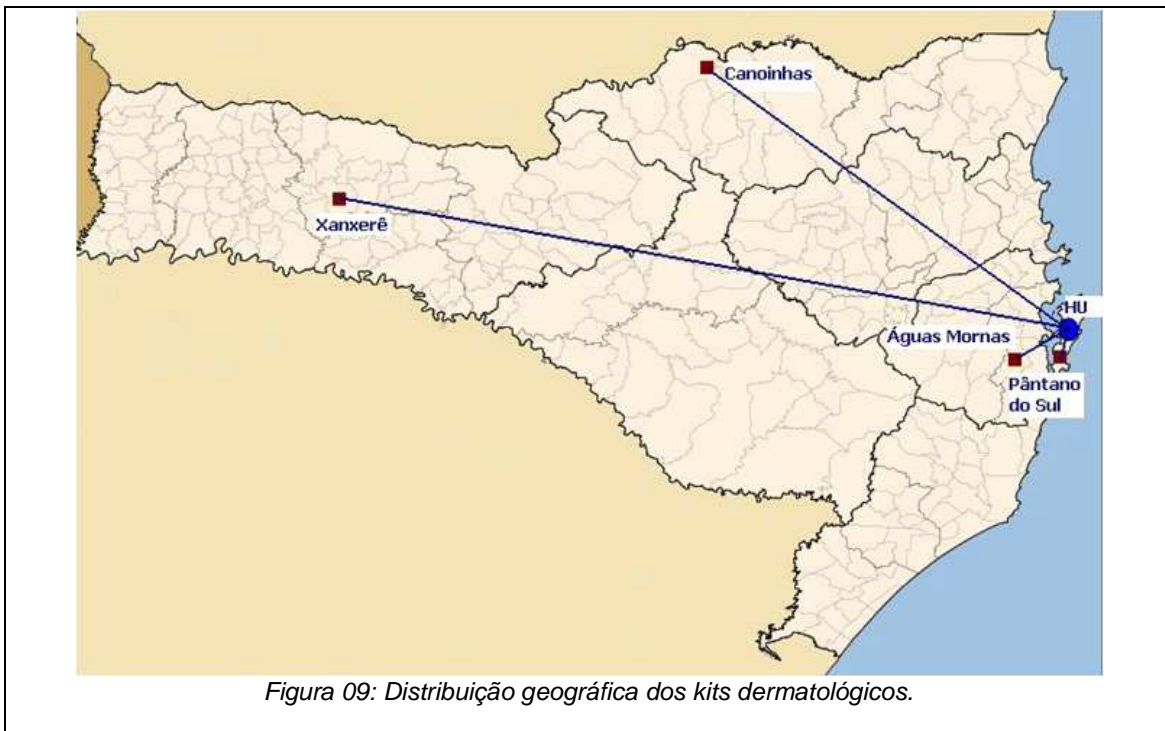 Canoinhas
Xanxerê
HU
Águas Mornas
Pântano
do Sul
Figura 09: Distribuição geográfica dos kits dermatológicos.